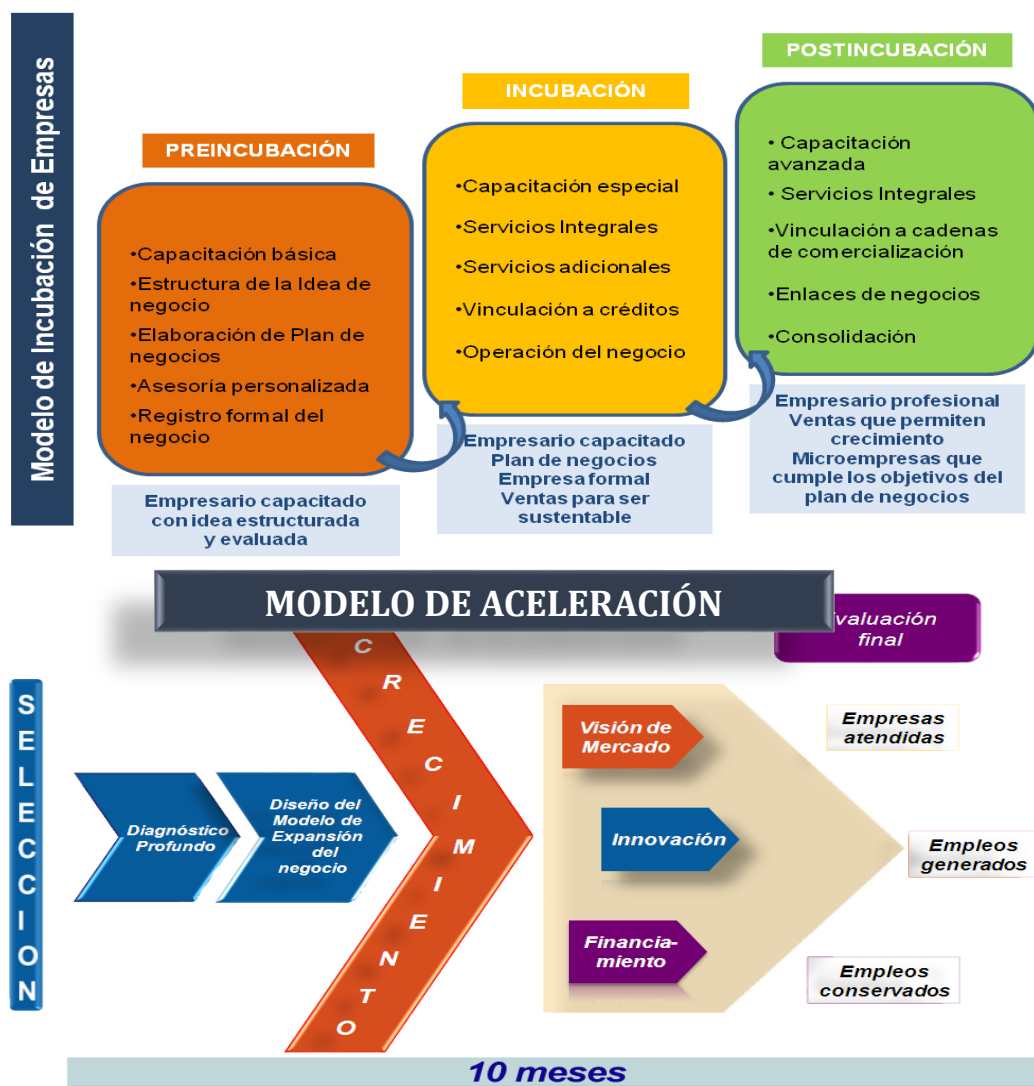 Modelo de Incubación de Empresas
PREINCUBACIÓN
•Capacitación básica
•Estructura de la Idea de
negocio
•Elaboración de Plan de
negocios
•Asesoría personalizada
•Registro formal del
negocio
Empresario capacitado
con idea estructurada
y evaluada
INCUBACIÓN
•Capacitación especial
•Servicios Integrales
•Servicios adicionales
•Vinculación a créditos
•Operación del negocio
Empresario capacitado
Plan de negocios
Empresa formal
Ventas para ser
sustentable
POSTINCUBACIÓN
• Capacitación
avanzada
• Servicios Integrales
•Vinculación a cadenas
de comercialización
•Enlaces de negocios
•Consolidación
Empresario profesional
Ventas que permiten
crecimiento
Microempresas que
cumple los objetivos del
plan de negocios
MODELO DE ACELERACIÓN
SELECCION
Diagnóstico
Profundo
Diseño del
Modelo de
Expansión
del
negocio
CRECIMIENTO
Visión de
Mercado
Innovación
Financia-
miento
final
Empresas
atendidas
Empleos
generados
Empleos
conservados
10 meses